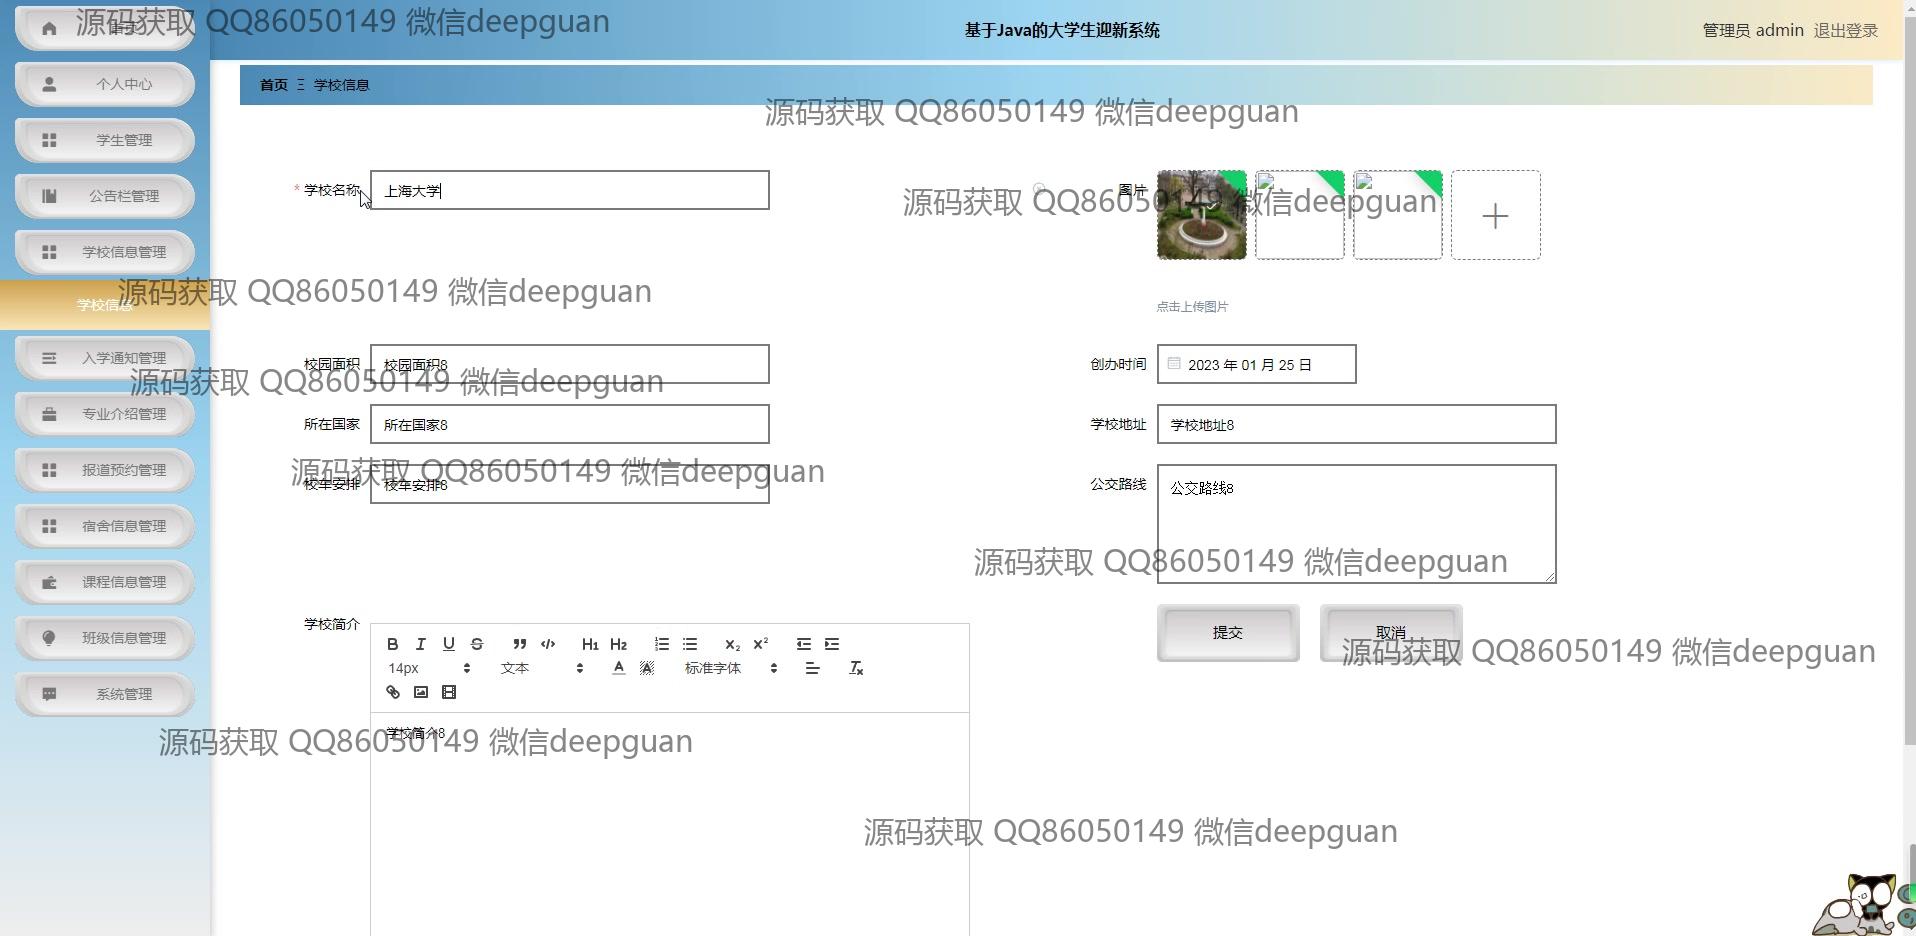 首页
源码获取 QQ86050149 微信deepguan
基于Java的大学生迎新系统
管理员 admin 退出登录
个人中心
首页 Ξ 学校信息
源码获取 QQ86050149 微信deepguan
学生管理
公告栏管理
* 学校名称
上海大学
图片
源码获取 QQ86050149 微信deepguan
学校信息管理
学校信息
源码获取 QQ86050149 微信deepguan
点击上传图片
入学通知管理
校园面积
校园面积8
创办时间
2023 年 01 月 25 日
源码获取 QQ86050149 微信deepguan
专业介绍管理
所在国家
所在国家8
学校地址
学校地址8
报道预约管理
源码获取 QQ86050149 微信deepguan
校车安排
校车安排8
公交路线
公交路线8
宿舍信息管理
源码获取 QQ86050149 微信deepguan
课程信息管理
学校简介
班级信息管理
B I U S ” </> H1 H2 X2 X2
提交
取消
源码获取 QQ86050149 微信deepguan
14px 文本 A A 标准字体
系统管理
学校简介8
源码获取 QQ86050149 微信deepguan
源码获取 QQ86050149 微信deepguan